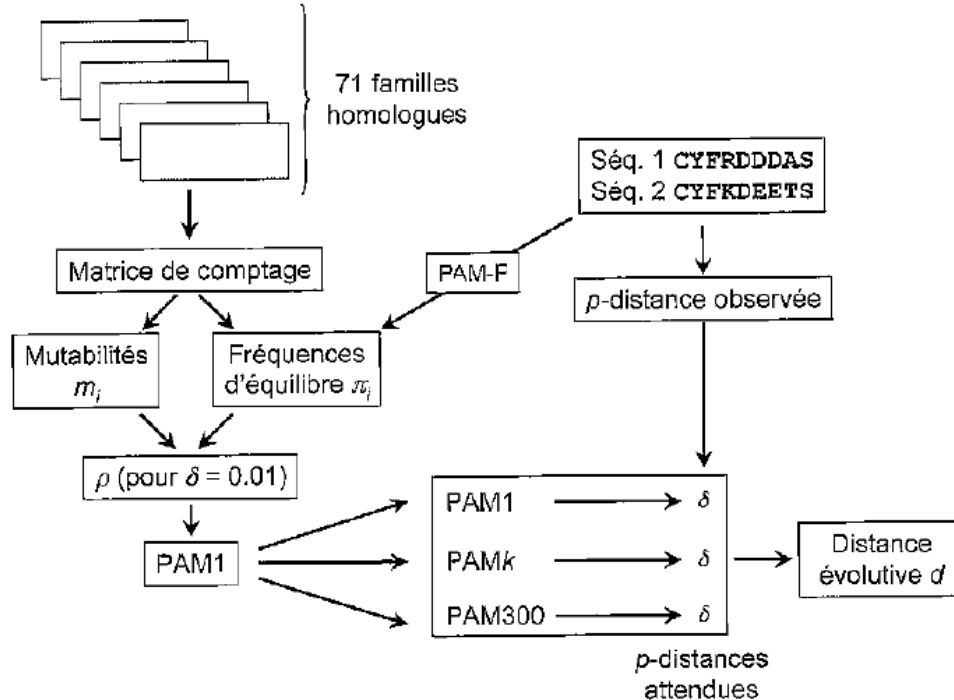 71 familles
homologues
Séq. 1 CYFRDDDAS
Séq. 2 CYFKDEETS
Matrice de comptage
PAM-F
p-distance observée
Mutabilités
mi
Fréquences
d'équilibre πi
ρ (pour δ = 0.01)
PAM1
PAM1 δ
PAMk δ
PAM300 δ
Distance
évolutive d
p-distances
attendues